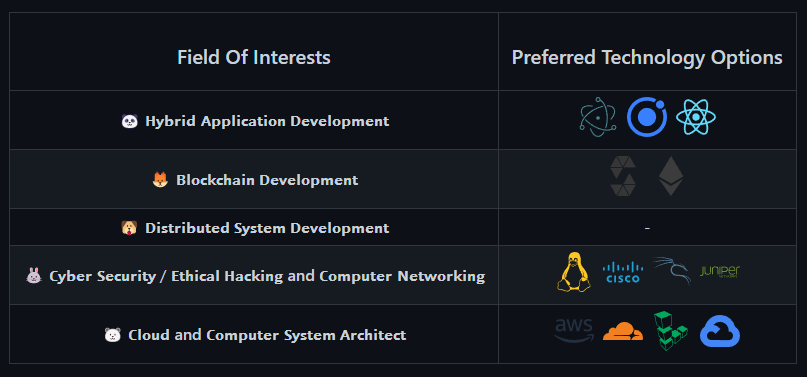 Field Of Interests
Preferred Technology Options
Hybrid Application Development
Blockchain Development
Distributed System Development
-
Cyber Security / Ethical Hacking and Computer Networking
CISCO
JUNIPER
NETWORKS
Cloud and Computer System Architect
aws